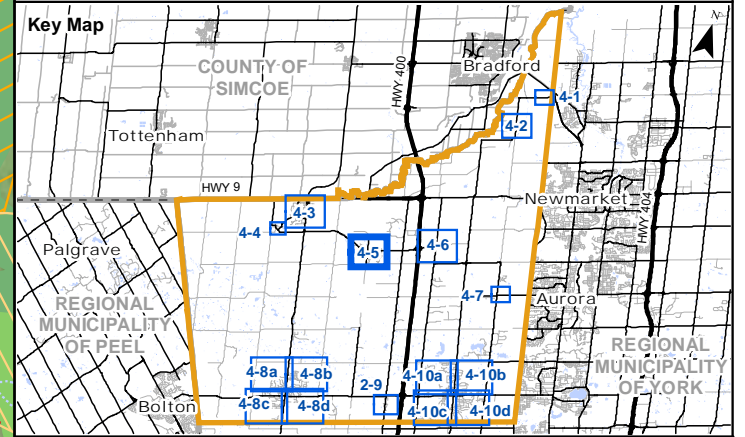 Key Map
N
COUNTY OF
SIMCOE
HWY 400
Bradford
4-1
4-2
Tottenham
HWY 9
Newmarket
HWY 404
4-3
4-4
4-5
4-6
Palgrave
4-7
Aurora
REGIONAL
MUNICIPALITY
OF PEEL
REGIONAL
MUNICIPALITY
OF YORK
4-8a
4-8b
4-10a
4-10b
2-9
Bolton
4-8c
4-8d
4-10c
4-10d